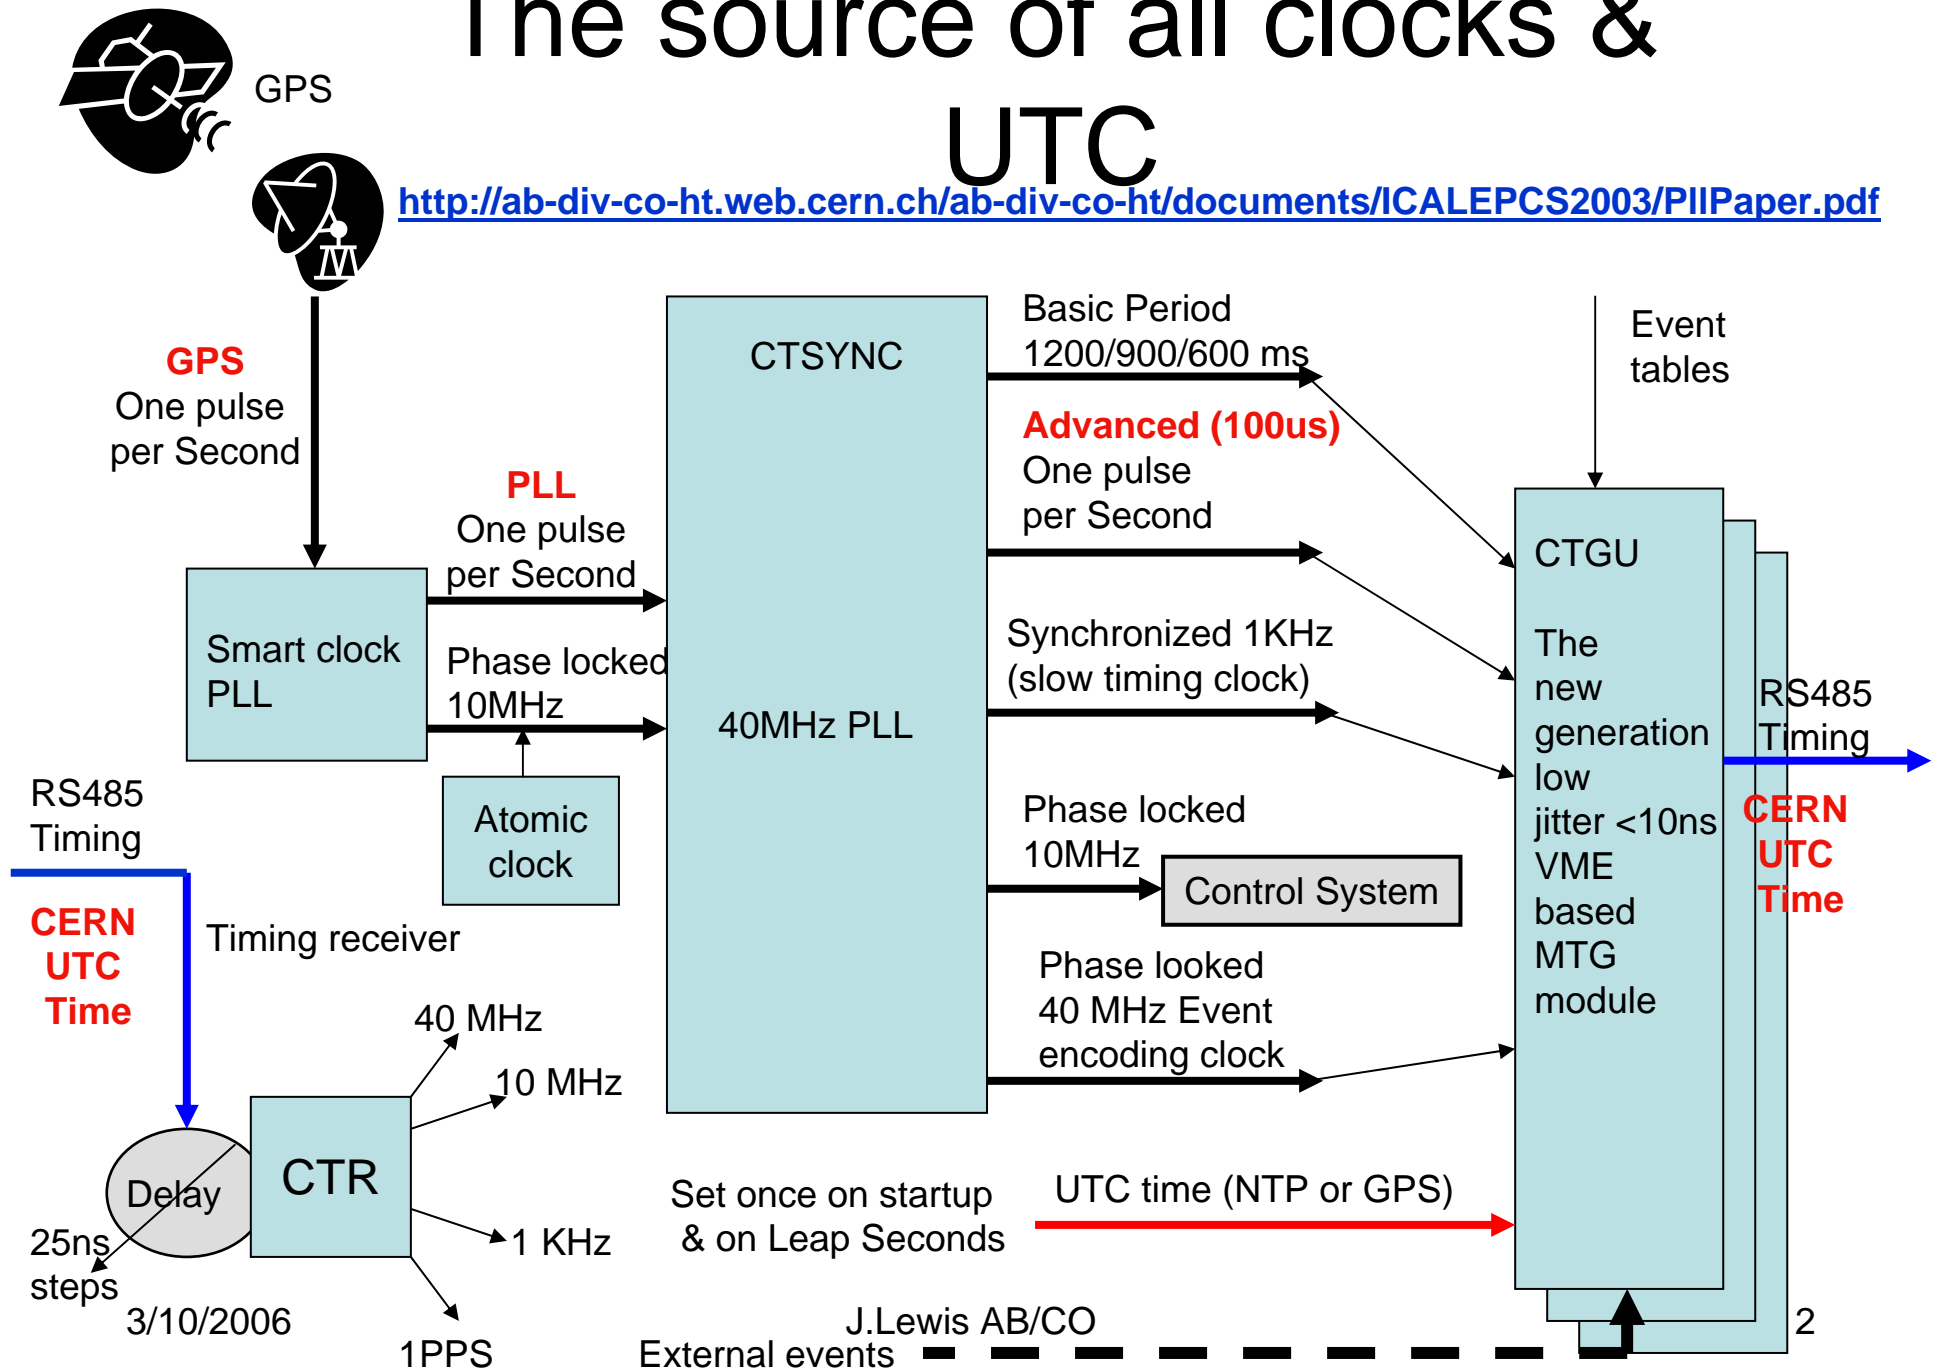 The source of all clocks &
UTC
GPS
http://ab-div-co-ht.web.cern.ch/ab-div-co-ht/documents/ICALEPCS2003/PllPaper.pdf
GPS
One pulse
per Second
PLL
One pulse
per Second
Smart clock
PLL
Phase locked
10MHz
Atomic
clock
CTSYNC
40MHz PLL
Basic Period
1200/900/600 ms
Advanced (100us)
One pulse
per Second
Synchronized 1KHz
(slow timing clock)
Phase locked
10MHz
Control System
Phase looked
40 MHz Event
encoding clock
Event
tables
CTGU
The
new
generation
low
jitter <10ns
VME
based
MTG
module
RS485
Timing
CERN
UTC
Time
RS485
Timing
CERN
UTC
Time
Timing receiver
40 MHz
10 MHz
CTR
Delay
25ns
steps
1 KHz
1PPS
Set once on startup
& on Leap Seconds
UTC time (NTP or GPS)
3/10/2006
J.Lewis AB/CO
2
External events